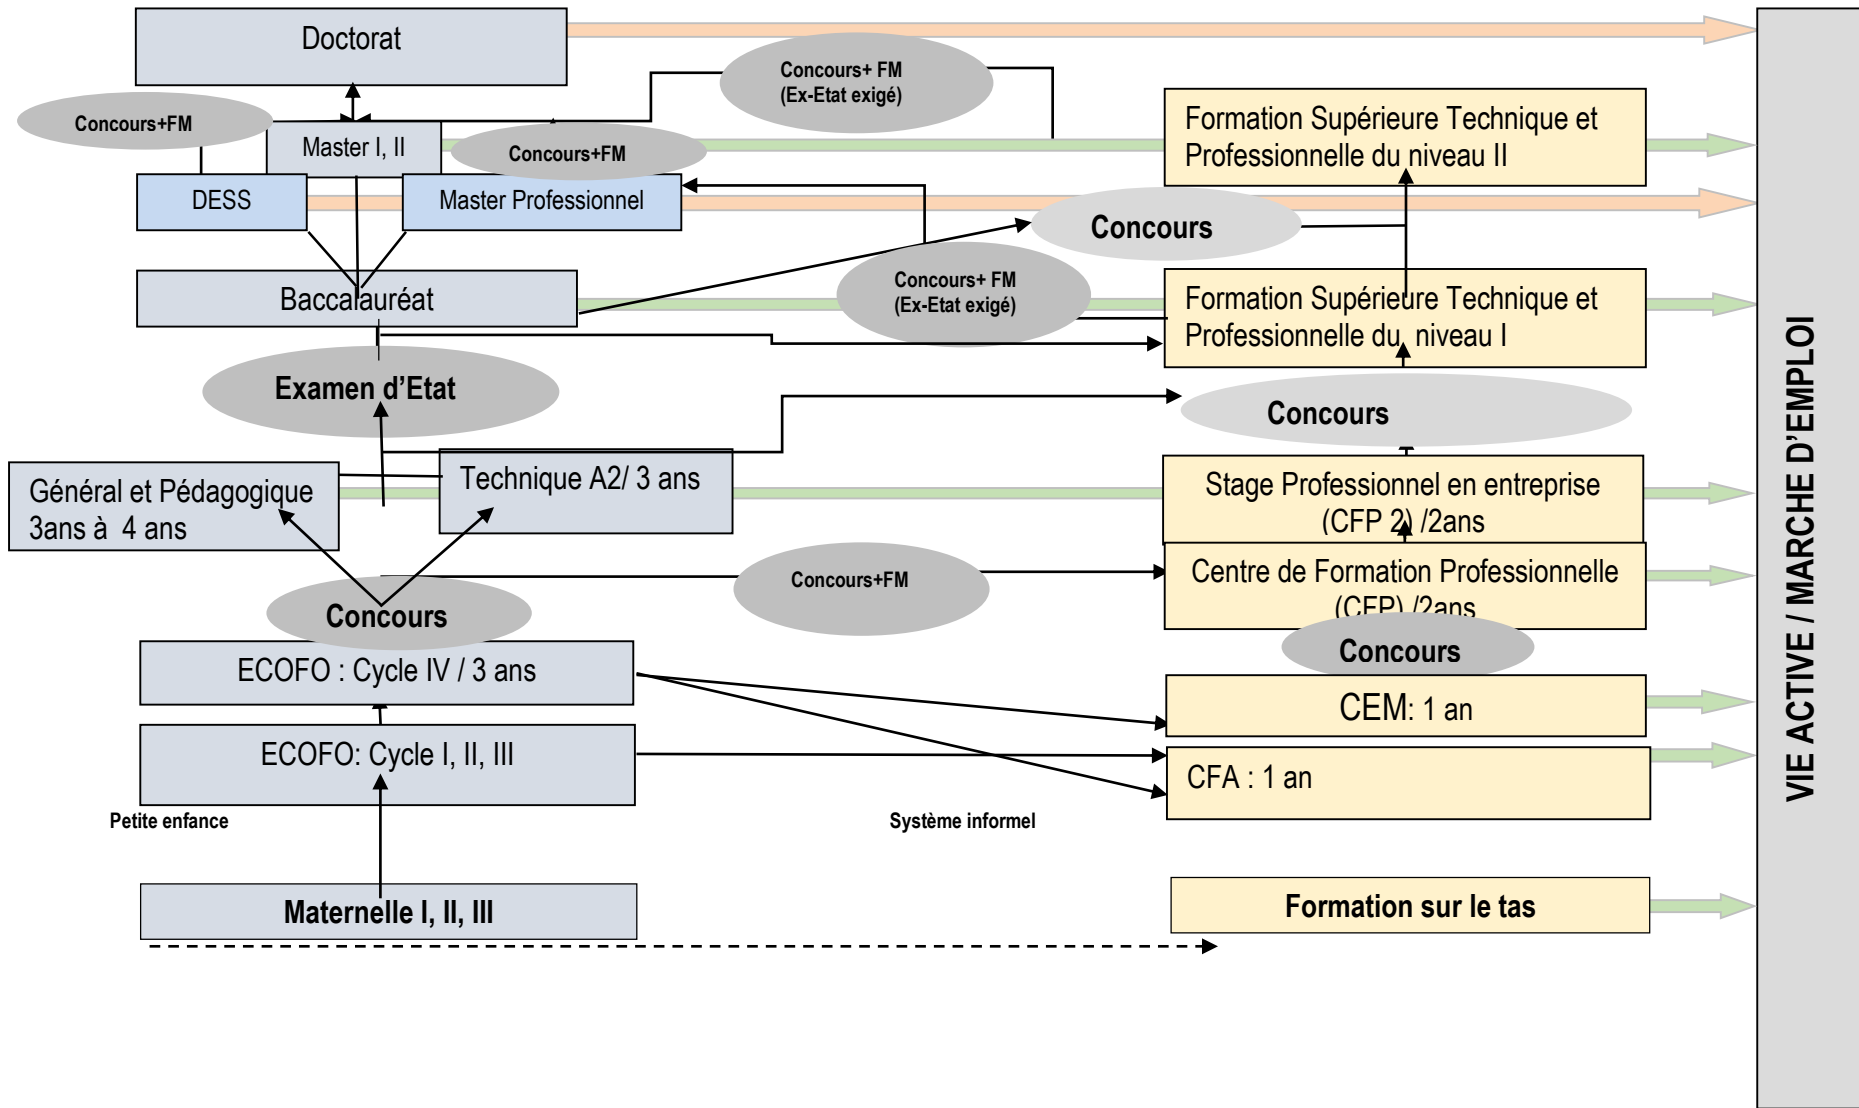 Doctorat
Concours+ FM
(Ex-Etat exigé)
Concours+FM
Master I, II
Concours+FM
Formation Supérieure Technique et
Professionnelle du niveau II
DESS
Master Professionnel
Concours
Baccalauréat
Concours+ FM
(Ex-Etat exigé)
Formation Supérieure Technique et
Professionnelle du niveau I
Examen d'Etat
Concours
Général et Pédagogique
3ans à 4 ans
Technique A2/ 3 ans
Stage Professionnel en entreprise
(CFP 2) /2ans
Concours+FM
Centre de Formation Professionnelle
(CFP) /2ans
Concours
Concours
ECOFO : Cycle IV / 3 ans
CEM: 1 an
ECOFO: Cycle I, II, III
CFA : 1 an
Petite enfance
Système informel
Maternelle I, II, III
Formation sur le tas
VIE ACTIVE / MARCHE D'EMPLOI